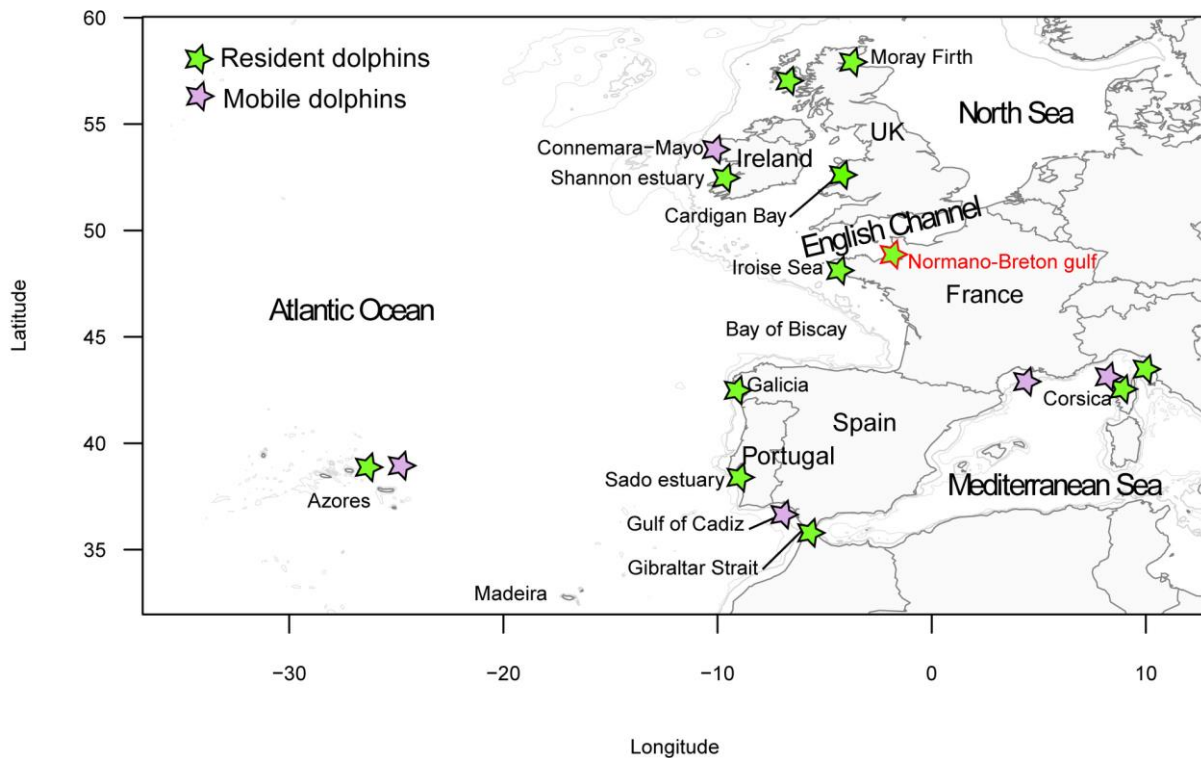 60
Resident dolphins
Moray Firth
Mobile dolphins
North Sea
55
UK
Connemara−Mayo
Ireland
Shannon estuary
Cardigan Bay
50
English Channel
Iroise Sea
Normano-Breton gulf
France
Atlantic Ocean
Latitude
45
Bay of Biscay
Galicia
Corsica
Spain
40
Portugal
Sado estuary
Mediterranean Sea
Azores
Gulf of Cadiz
35
Gibraltar Strait
Madeira
−30
−20
−10
0
10
Longitude